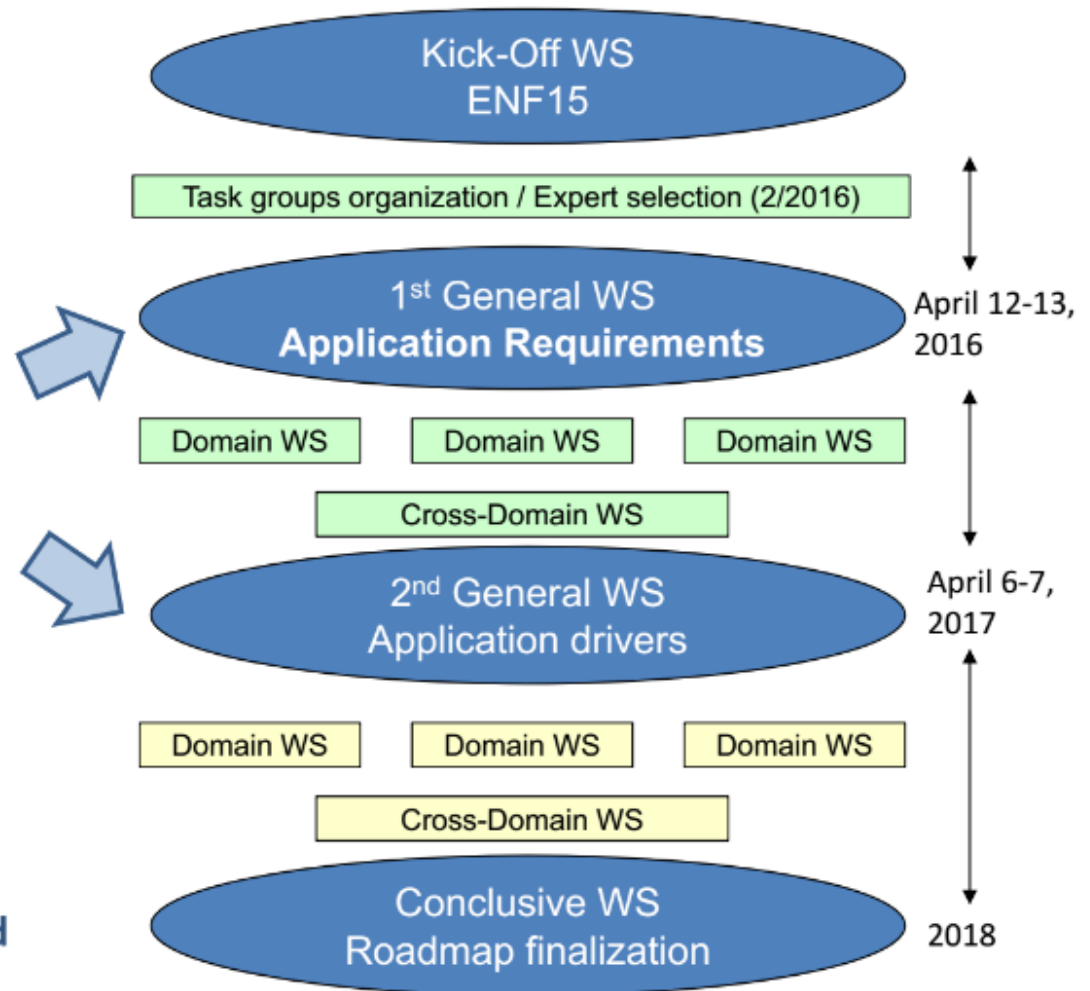 Kick-Off WS
ENF15
Task groups organization / Expert selection (2/2016)
1st General WS
Application Requirements
April 12-13,
2016
Domain WS
Domain WS
Domain WS
Cross-Domain WS
2nd General WS
Application drivers
April 6-7,
2017
Domain WS
Domain WS
Domain WS
Cross-Domain WS
Conclusive WS
Roadmap finalization
2018